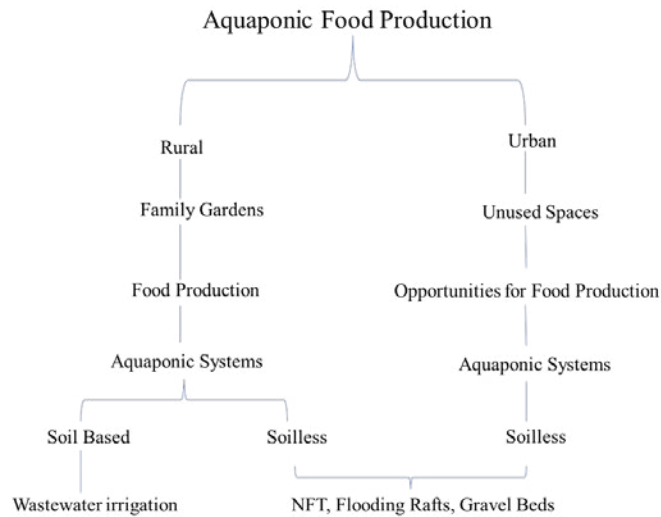 Aquaponic Food Production
Rural
Urban
Family Gardens
Unused Spaces
Food Production
Opportunities for Food Production
Aquaponic Systems
Aquaponic Systems
Soil Based
Soilless
Soilless
Wastewater irrigation
NFT, Flooding Rafts, Gravel Beds